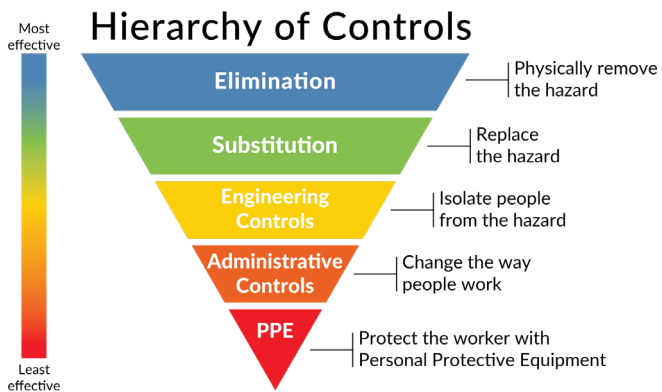 Hierarchy of Controls
Most
effective
Elimination
Physically remove
the hazard
Substitution
Replace
the hazard
Engineering
Controls
Isolate people
from the hazard
Administrative
Controls
Change the way
people work
PPE
Protect the worker with
Personal Protective Equipment
Least
effective